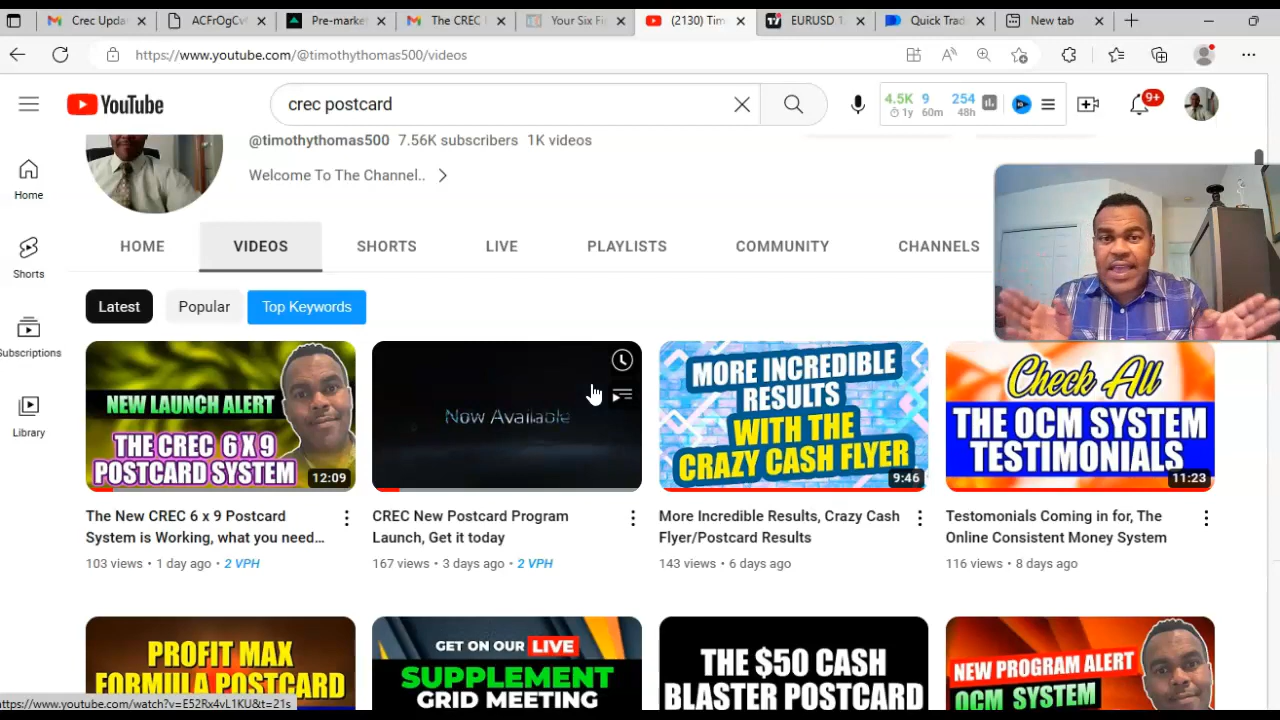 Crec Upda
ACFrOgCv
Pre-market
The CREC
Your Six Fi
(2130) Tim
EURUSD 1
Quick Trad
New tab
https://www.youtube.com/@timothythomas500/videos
YouTube
crec postcard
4.5K 9 254
1y 60m 48h
9+
@timothythomas500 7.56K subscribers 1K videos
Welcome To The Channel..
Home
Shorts
Subscriptions
Library
HOME VIDEOS SHORTS LIVE PLAYLISTS COMMUNITY CHANNELS
Latest Popular Top Keywords
NEW LAUNCH ALERT
THE CREC 6 X 9
POSTCARD SYSTEM
12:09
The New CREC 6 x 9 Postcard
System is Working, what you need...
103 views • 1 day ago • 2 VPH
Now Available
CREC New Postcard Program
Launch, Get it today
167 views • 3 days ago • 2 VPH
MORE INCREDIBLE
RESULTS
WITH THE
CRAZY CASH FLYER
9:46
More Incredible Results, Crazy Cash
Flyer/Postcard Results
143 views • 6 days ago
Check All
THE OCM SYSTEM
TESTIMONIALS
11:23
Testomonials Coming in for, The
Online Consistent Money System
116 views • 8 days ago
PROFIT MAX
FORMULA POSTCARD
GET ON OUR LIVE
SUPPLEMENT
GRID MEETING
THE $50 CASH
BLASTER POSTCARD
NEW PROGRAM ALERT
OCM SYSTEM
https://www.youtube.com/watch?v=E52Rx4vL1KU&t=21s